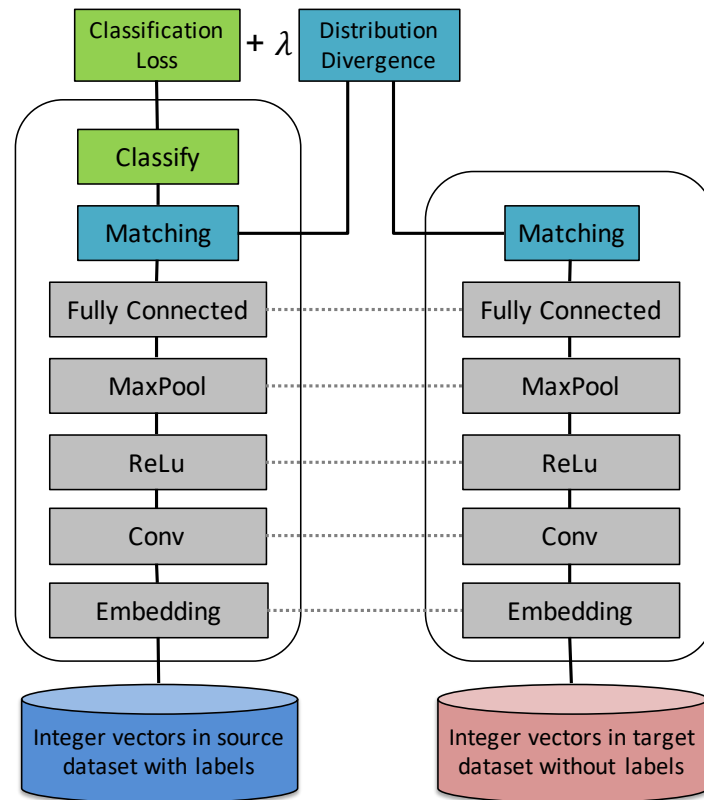 Classification
Loss
+ λ
Distribution
Divergence
Classify
Matching
Matching
Fully Connected
Fully Connected
MaxPool
MaxPool
ReLu
ReLu
Conv
Conv
Embedding
Embedding
Integer vectors in source
dataset with labels
Integer vectors in target
dataset without labels